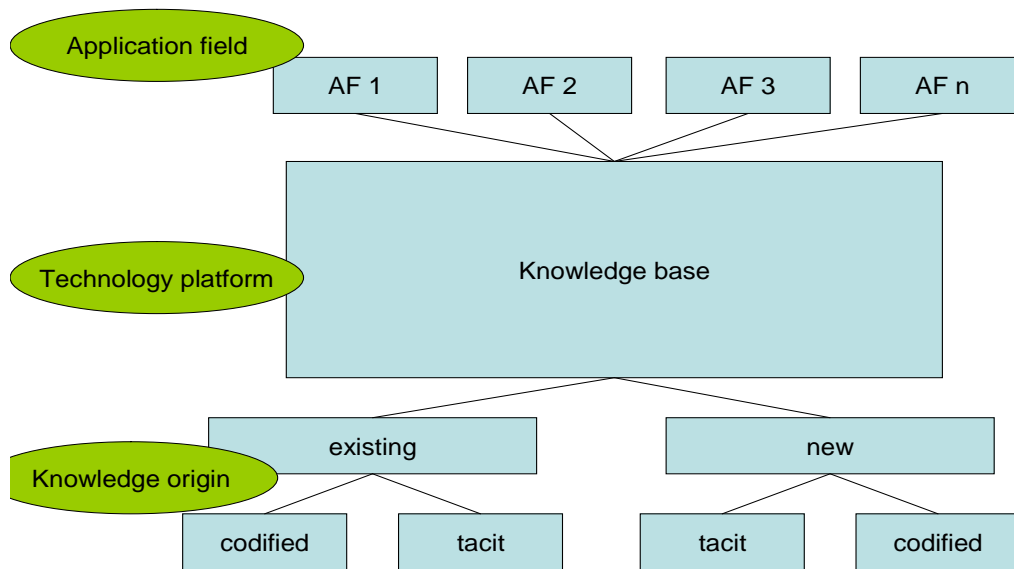 Application field
AF 1
AF 2
AF 3
AF n
Technology platform
Knowledge base
existing
new
Knowledge origin
codified
tacit
tacit
codified